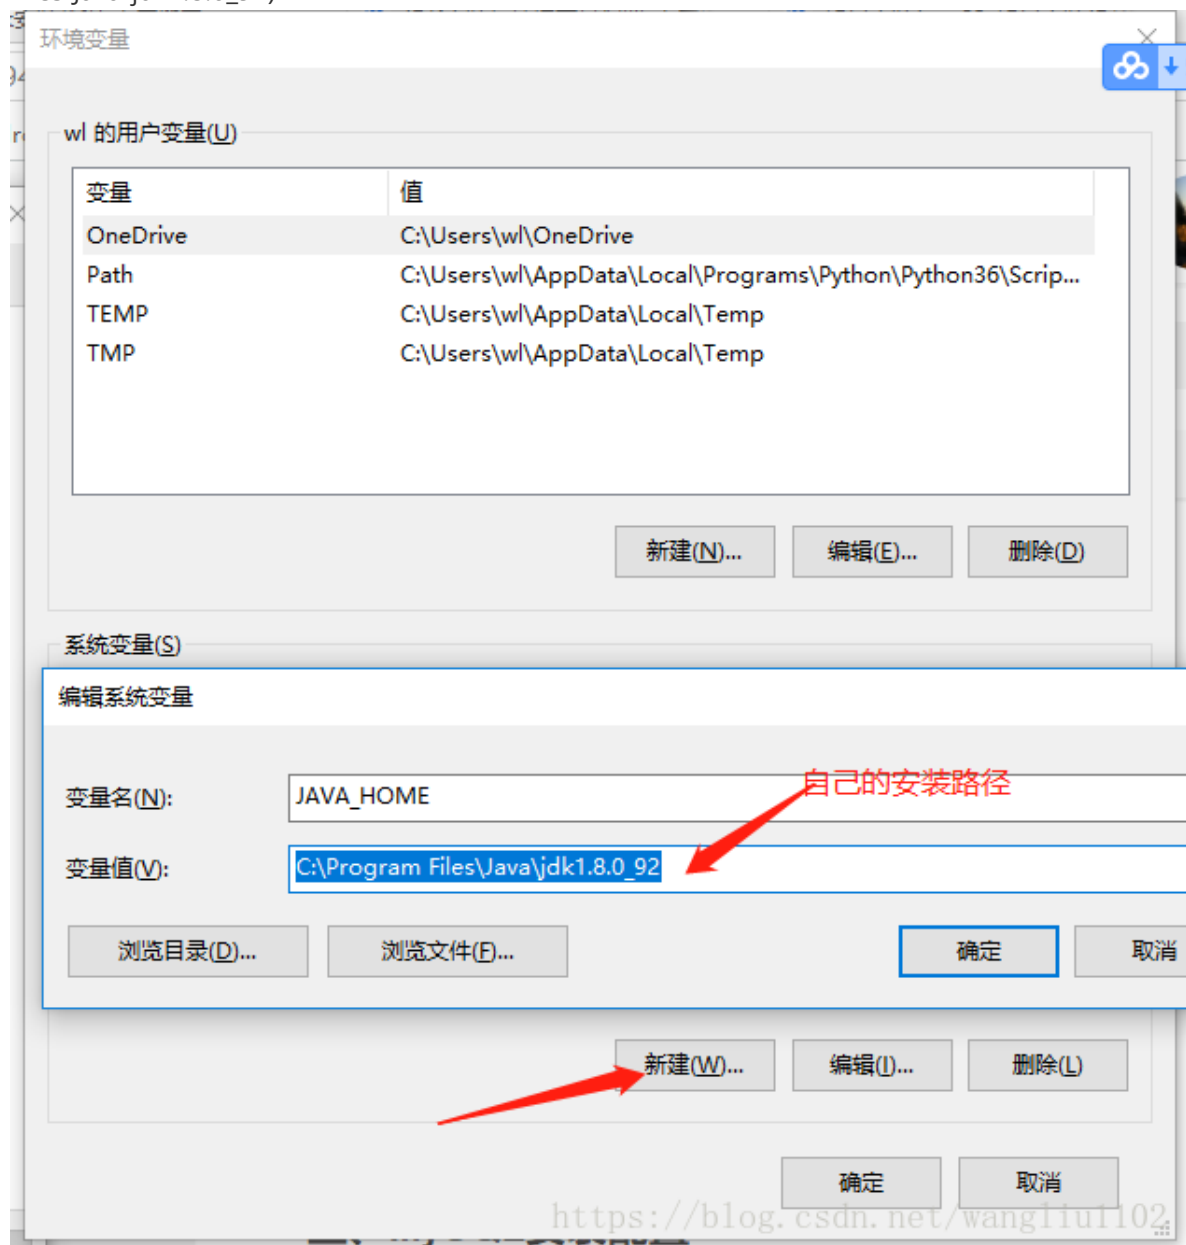 环境变量
wl 的用户变量(U)
变量 值
OneDrive C:\Users\wl\OneDrive
Path C:\Users\wl\AppData\Local\Programs\Python\Python36\Scrip...
TEMP C:\Users\wl\AppData\Local\Temp
TMP C:\Users\wl\AppData\Local\Temp
新建(N)... 编辑(E)... 删除(D)
系统变量(S)
编辑系统变量
自己的安装路径
变量名(N): JAVA_HOME
变量值(V): C:\Program Files\Java\jdk1.8.0_92
浏览目录(D)... 浏览文件(F)... 确定 取消
新建(W)... 编辑(I)... 删除(L)
确定 取消
https://blog.csdn.net/wangliu1102